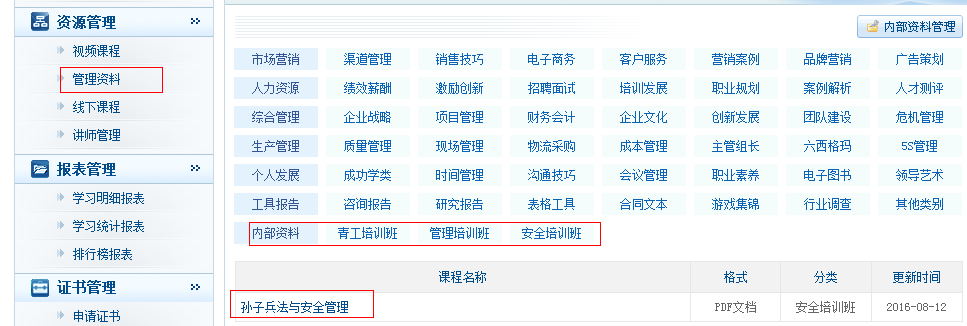 资源管理 »
视频课程
管理资料
线下课程
讲师管理
报表管理 »
学习明细报表
学习统计报表
排行榜报表
证书管理 »
申请证书
内部资料管理
市场营销 渠道管理 销售技巧 电子商务 客户服务 营销案例 品牌营销 广告策划
人力资源 绩效薪酬 激励创新 招聘面试 培训发展 职业规划 案例解析 人才测评
综合管理 企业战略 项目管理 财务会计 企业文化 创新发展 团队建设 危机管理
生产管理 质量管理 现场管理 物流采购 成本管理 主管组长 六西格玛 5S管理
个人发展 成功学类 时间管理 沟通技巧 会议管理 职业素养 电子图书 领导艺术
工具报告 咨询报告 研究报告 表格工具 合同文本 游戏集锦 行业调查 其他类别
内部资料 青工培训班 管理培训班 安全培训班
课程名称 格式 分类 更新时间
孙子兵法与安全管理 PDF文档 安全培训班 2016-08-12